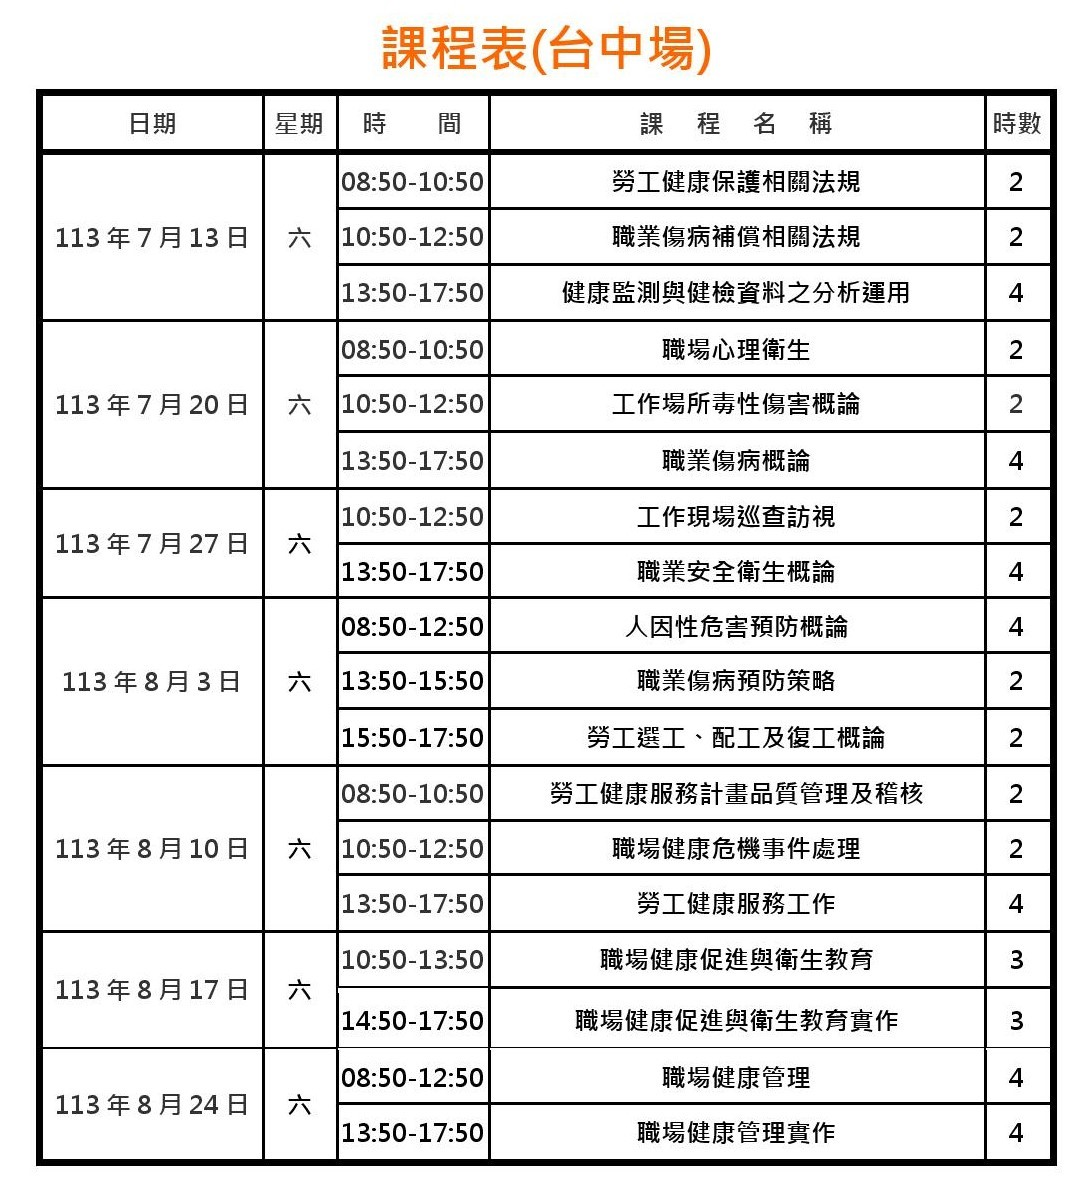 課程表(台中場)
日期 星期 時 間 課 程 名 稱 時數
113 年 7 月 13 日 六 08:50-10:50 勞工健康保護相關法規 2
10:50-12:50 職業傷病補償相關法規 2
13:50-17:50 健康監測與健檢資料之分析運用 4
113 年 7 月 20 日 六 08:50-10:50 職場心理衛生 2
10:50-12:50 工作場所毒性傷害概論 2
13:50-17:50 職業傷病概論 4
113 年 7 月 27 日 六 10:50-12:50 工作現場巡查訪視 2
13:50-17:50 職業安全衛生概論 4
113 年 8 月 3 日 六 08:50-12:50 人因性危害預防概論 4
13:50-15:50 職業傷病預防策略 2
15:50-17:50 勞工選工、配工及復工概論 2
113 年 8 月 10 日 六 08:50-10:50 勞工健康服務計畫品質管理及稽核 2
10:50-12:50 職場健康危機事件處理 2
13:50-17:50 勞工健康服務工作 4
113 年 8 月 17 日 六 10:50-13:50 職場健康促進與衛生教育 3
14:50-17:50 職場健康促進與衛生教育實作 3
113 年 8 月 24 日 六 08:50-12:50 職場健康管理 4
13:50-17:50 職場健康管理實作 4